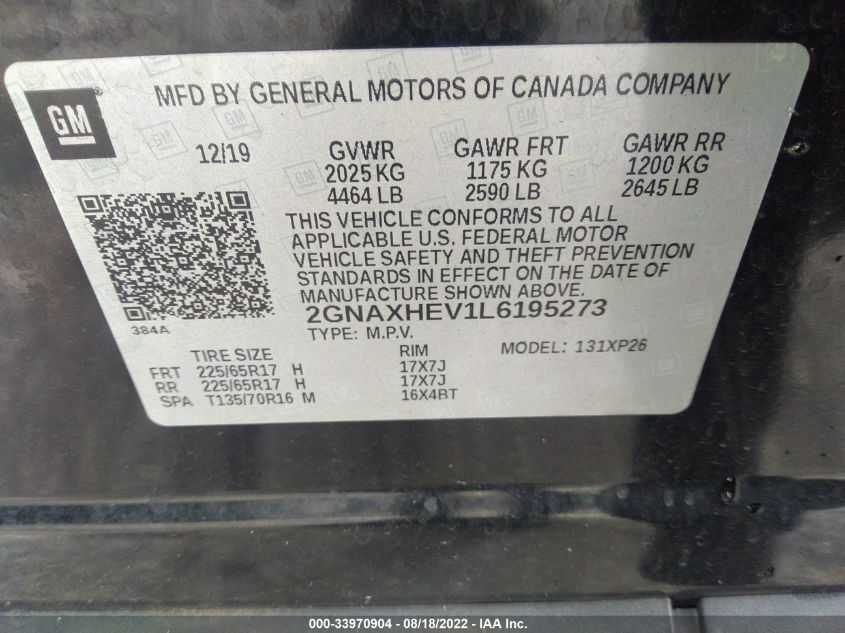 GM
MFD BY GENERAL MOTORS OF CANADA COMPANY
12/19
GVWR GAWR FRT GAWR RR
2025 KG 1175 KG 1200 KG
4464 LB 2590 LB 2645 LB
THIS VEHICLE CONFORMS TO ALL
APPLICABLE U.S. FEDERAL MOTOR
VEHICLE SAFETY AND THEFT PREVENTION
STANDARDS IN EFFECT ON THE DATE OF
MANUFACTURE SHOWN ABOVE.
384A
2GNAXHEV1L6195273
TYPE: M.P.V.
MODEL: 131XP26
TIRE SIZE RIM
FRT 225/65R17 H 17X7J
RR 225/65R17 H 17X7J
SPA T135/70R16 M 16X4BT
000-33970904 - 08/18/2022 - IAA